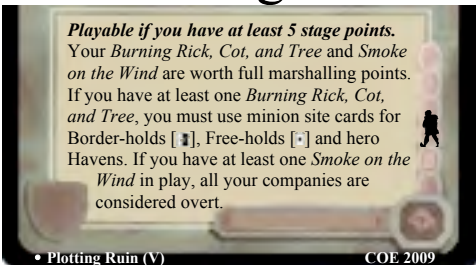 Playable if you have at least 5 stage points.
Your Burning Rick, Cot, and Tree and Smoke
on the Wind are worth full marshalling points.
If you have at least one Burning Rick, Cot,
and Tree, you must use minion site cards for
Border-holds [], Free-holds [] and hero
Havens. If you have at least one Smoke on the
Wind in play, all your companies are
considered overt.
• Plotting Ruin (V) COE 2009